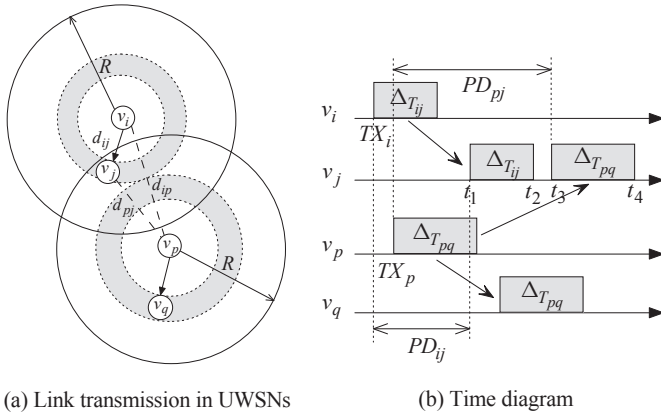 R
v_i
d_ij
v_j
d_ip
d_pj
v_p
R
v_q
(a) Link transmission in UWSNs
PD_pj
v_i
Δ_T_ij
TX_i
v_j
Δ_T_ij
Δ_T_pq
t_1
t_2
t_3
t_4
v_p
Δ_T_pq
TX_p
v_q
Δ_T_pq
PD_ij
(b) Time diagram